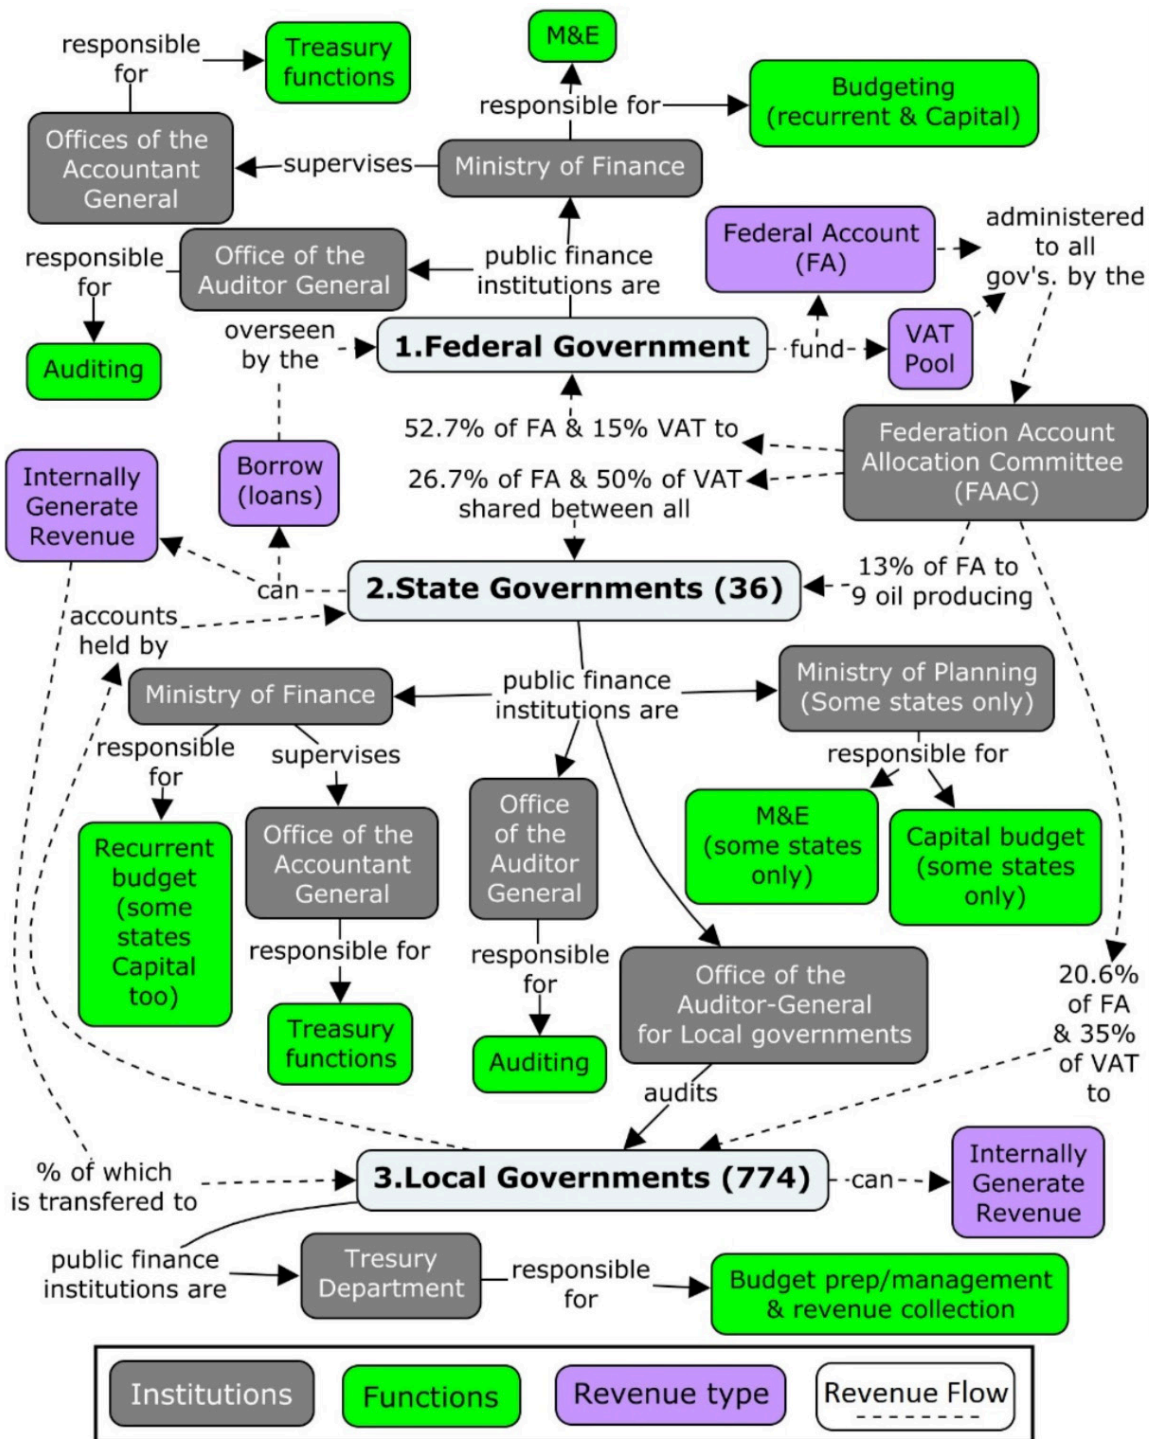 responsible
for
Treasury
functions
M&E
responsible for
Budgeting
(recurrent & Capital)
Offices of the
Accountant
General
supervises
Ministry of Finance
Federal Account
(FA)
administered
to all
gov's. by the
responsible
for
Office of the
Auditor General
public finance
institutions are
overseen
by the
1.Federal Government
fund
VAT
Pool
Auditing
52.7% of FA & 15% VAT to
Federation Account
Allocation Committee
(FAAC)
Internally
Generate
Revenue
Borrow
(loans)
26.7% of FA & 50% of VAT
shared between all
can
2.State Governments (36)
13% of FA to
9 oil producing
accounts
held by
Ministry of Finance
public finance
institutions are
Ministry of Planning
(Some states only)
responsible
for
supervises
responsible for
Recurrent
budget
(some
states
Capital
too)
Office of the
Accountant
General
Office
of the
Auditor
General
M&E
(some states
only)
Capital budget
(some states
only)
responsible for
responsible
for
Office of the
Auditor-General
for Local governments
20.6%
of FA
& 35%
of VAT
to
Treasury
functions
Auditing
audits
% of which
is transfered to
3.Local Governments (774)
can
Internally
Generate
Revenue
public finance
institutions are
Tresury
Department
responsible
for
Budget prep/management
& revenue collection
Institutions
Functions
Revenue type
Revenue Flow